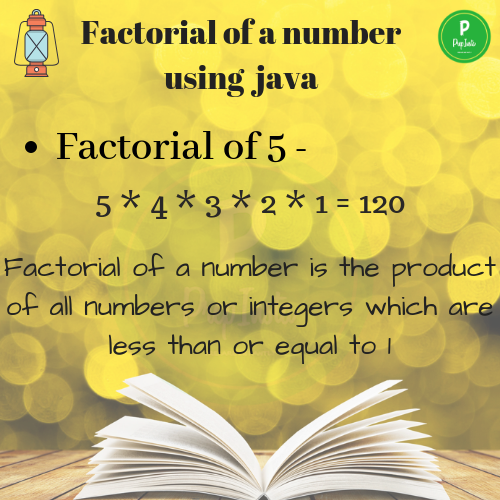 Factorial of a number
using java
P
• Factorial of 5 -
5 * 4 * 3 * 2 * 1 = 120
Factorial of a number is the product
of all numbers or integers which are
less than or equal to 1